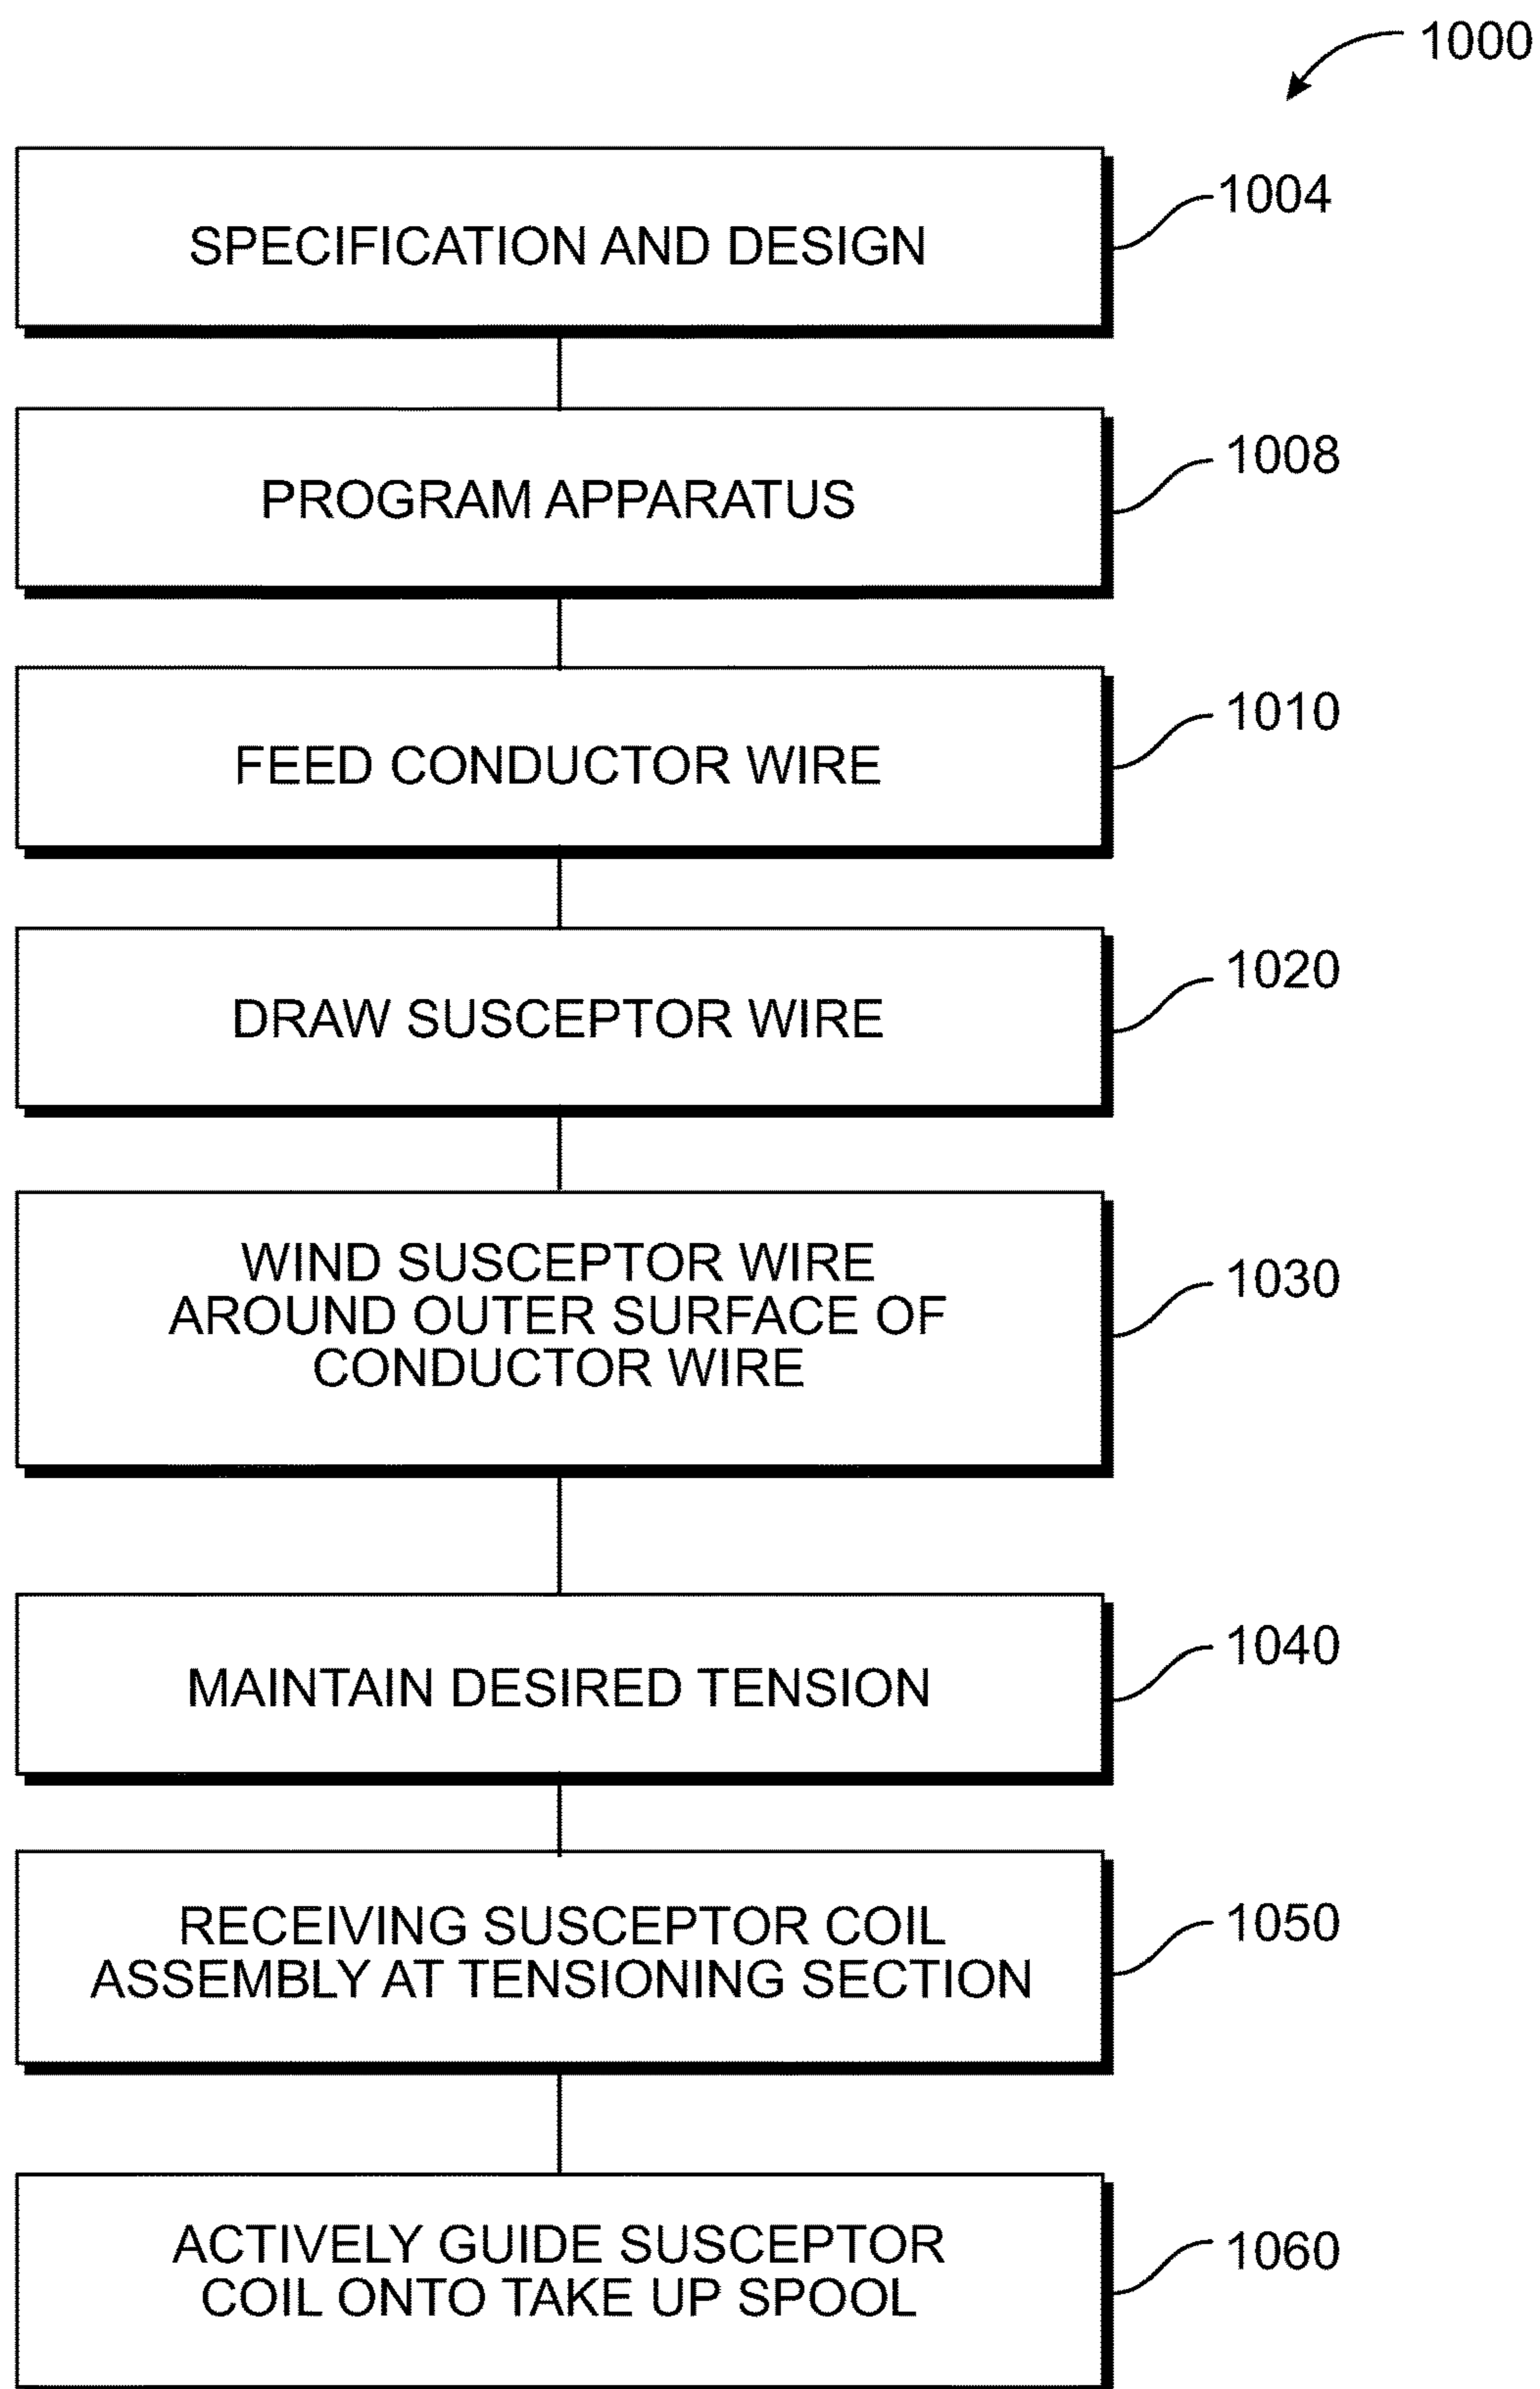 1000
SPECIFICATION AND DESIGN
1004
PROGRAM APPARATUS
1008
FEED CONDUCTOR WIRE
1010
DRAW SUSCEPTOR WIRE
1020
WIND SUSCEPTOR WIRE
AROUND OUTER SURFACE OF
CONDUCTOR WIRE
1030
MAINTAIN DESIRED TENSION
1040
RECEIVING SUSCEPTOR COIL
ASSEMBLY AT TENSIONING SECTION
1050
ACTIVELY GUIDE SUSCEPTOR
COIL ONTO TAKE UP SPOOL
1060